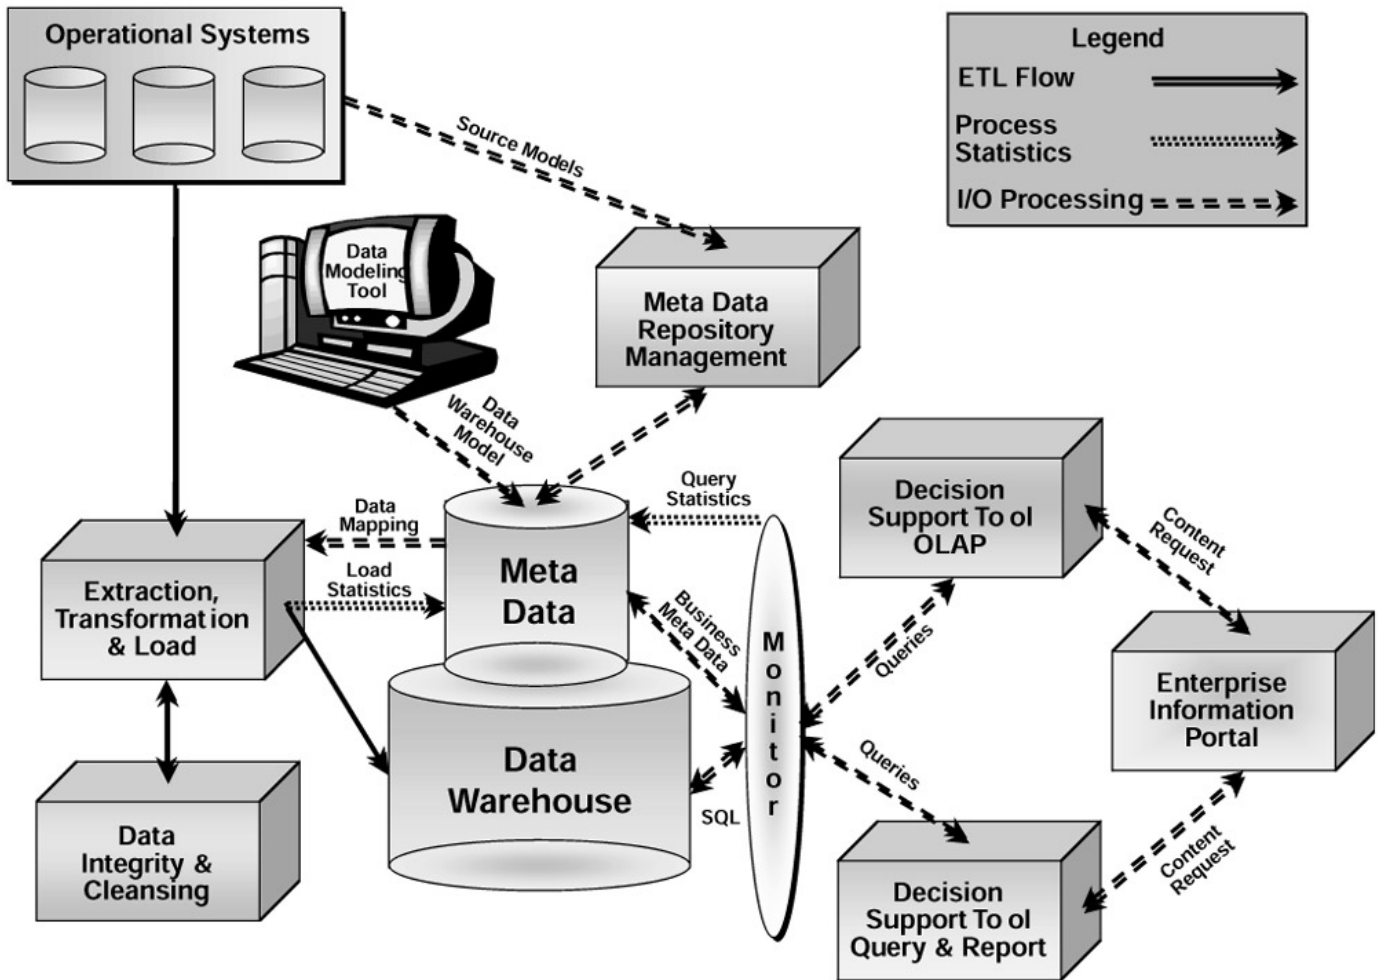 Operational Systems
Legend
ETL Flow
Process
Statistics
I/O Processing
Source Models
Data
Modeling
Tool
Meta Data
Repository
Management
Data
Warehouse
Model
Data
Mapping
Load
Statistics
Query
Statistics
Meta
Data
Business
Meta Data
Extraction,
Transformation
& Load
Data
Integrity &
Cleansing
Data
Warehouse
SQL
Monitor
Queries
Queries
Decision
Support To ol
OLAP
Content
Request
Enterprise
Information
Portal
Content
Request
Decision
Support To ol
Query & Report